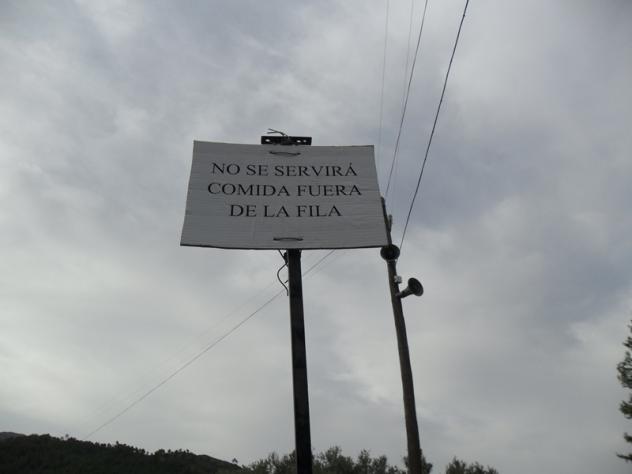 NO SE SERVIRÁ
COMIDA FUERA
DE LA FILA